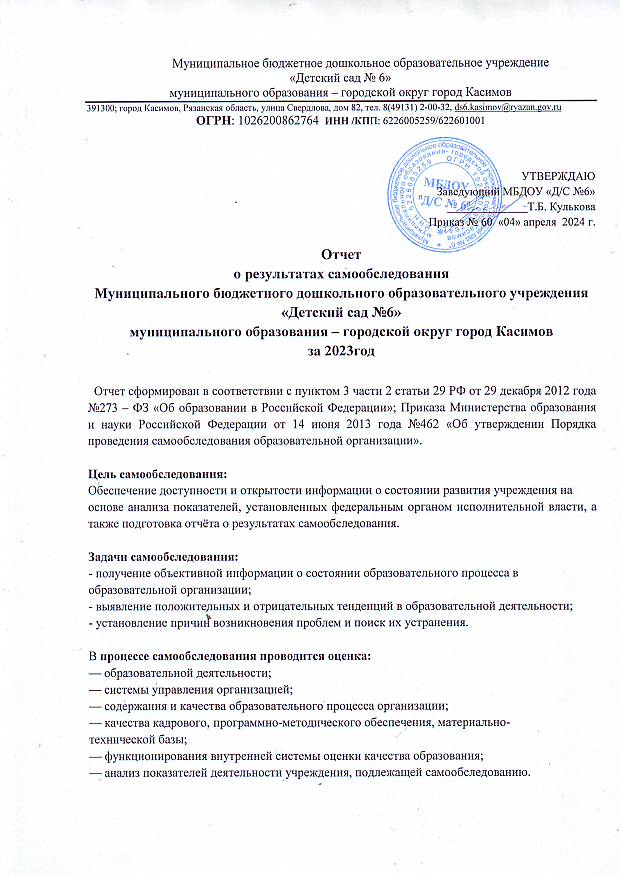 Муниципальное бюджетное дошкольное образовательное учреждение
«Детский сад № 6»
муниципального образования – городской округ город Касимов
391300; город Касимов, Рязанская область, улица Свердлова, дом 82, тел. 8(49131) 2-00-32, ds6.kasimov@ryazan.gov.ru
ОГРН: 1026200862764 ИНН /КПП: 6226005259/622601001
УТВЕРЖДАЮ
Заведующий МБДОУ «Д/С №6»
Т.Б. Кулькова
Приказ № 60 «04» апреля 2024 г.
МБДОУ
"Д/С № 6"
Отчет
о результатах самообследования
Муниципального бюджетного дошкольного образовательного учреждения
«Детский сад №6»
муниципального образования – городской округ город Касимов
за 2023год
Отчет сформирован в соответствии с пунктом 3 части 2 статьи 29 РФ от 29 декабря 2012 года
№273 – ФЗ «Об образовании в Российской Федерации»; Приказа Министерства образования
и науки Российской Федерации от 14 июня 2013 года №462 «Об утверждении Порядка
проведения самообследования образовательной организации».
Цель самообследования:
Обеспечение доступности и открытости информации о состоянии развития учреждения на
основе анализа показателей, установленных федеральным органом исполнительной власти, а
также подготовка отчёта о результатах самообследования.
Задачи самообследования:
- получение объективной информации о состоянии образовательного процесса в
образовательной организации;
- выявление положительных и отрицательных тенденций в образовательной деятельности;
- установление причин возникновения проблем и поиск их устранения.
В процессе самообследования проводится оценка:
— образовательной деятельности;
— системы управления организацией;
— содержания и качества образовательного процесса организации;
— качества кадрового, программно-методического обеспечения, материально-
технической базы;
— функционирования внутренней системы оценки качества образования;
— анализ показателей деятельности учреждения, подлежащей самообследованию.